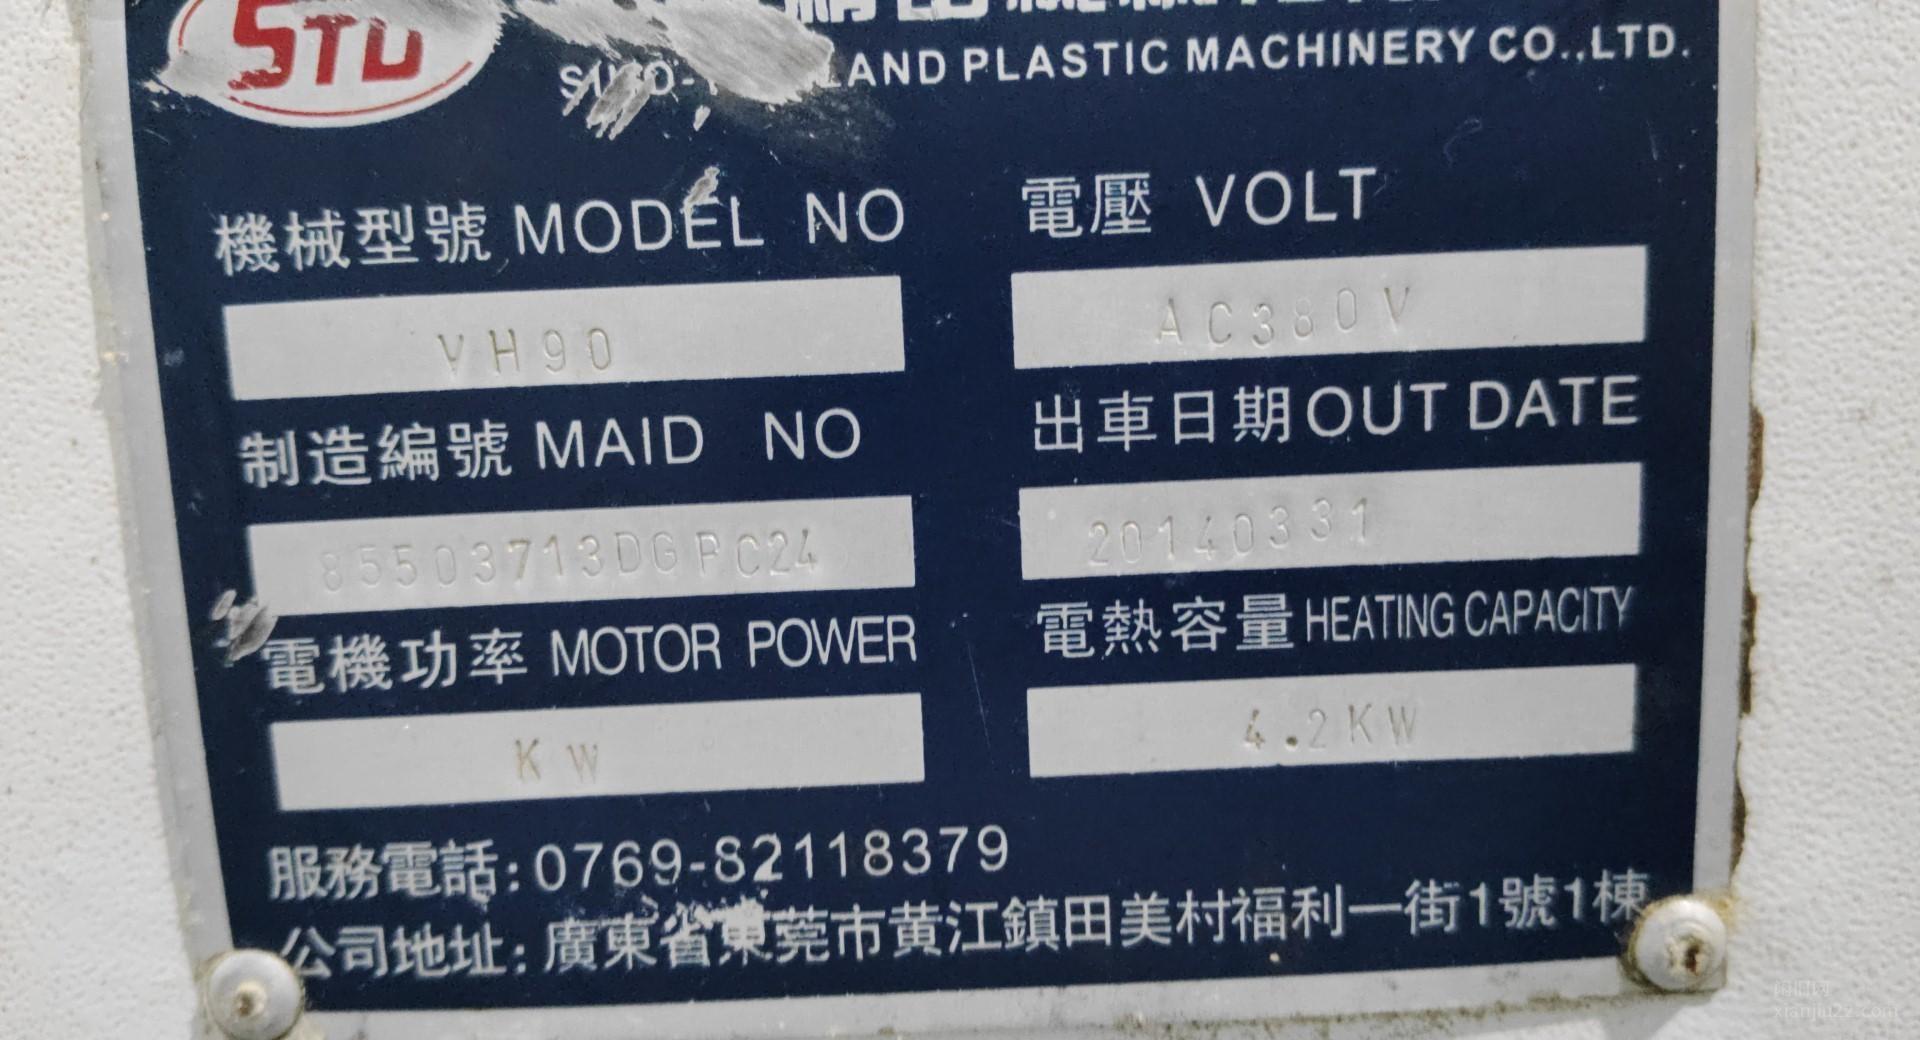 STD
LAND PLASTIC MACHINERY CO.,LTD.
機械型號 MODEL NO
電壓 VOLT
VH90
AC380V
制造編號 MAID NO
出車日期 OUT DATE
85503713DGPC24
20140331
電機功率 MOTOR POWER
電熱容量 HEATING CAPACITY
KW
4.2KW
服務電話: 0769-82118379
公司地址: 廣東省東莞市黄江鎮田美村福利一街1號1棟
xianjiu22.com